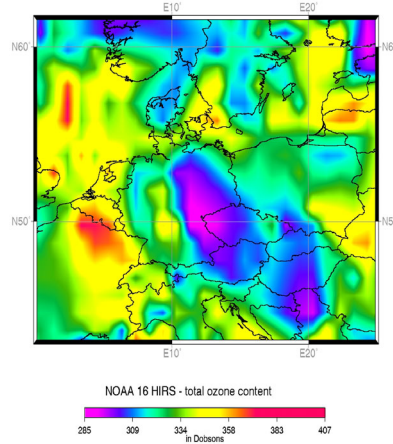 E10° E20°
N60° N6
N50° N5
E10° E20°
NOAA 16 HIRS - total ozone content
285 309 334 358 383 407
in Dobsons